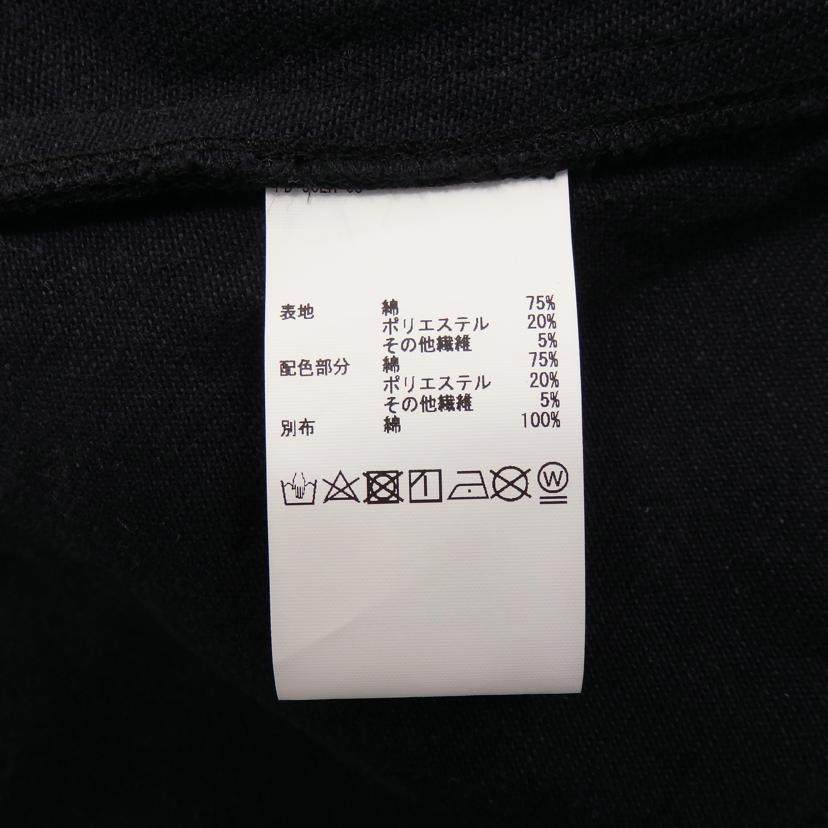 表地 綿 75%
ポリエステル 20%
その他繊維 5%
配色部分 綿 75%
ポリエステル 20%
その他繊維 5%
別布 綿 100%
W